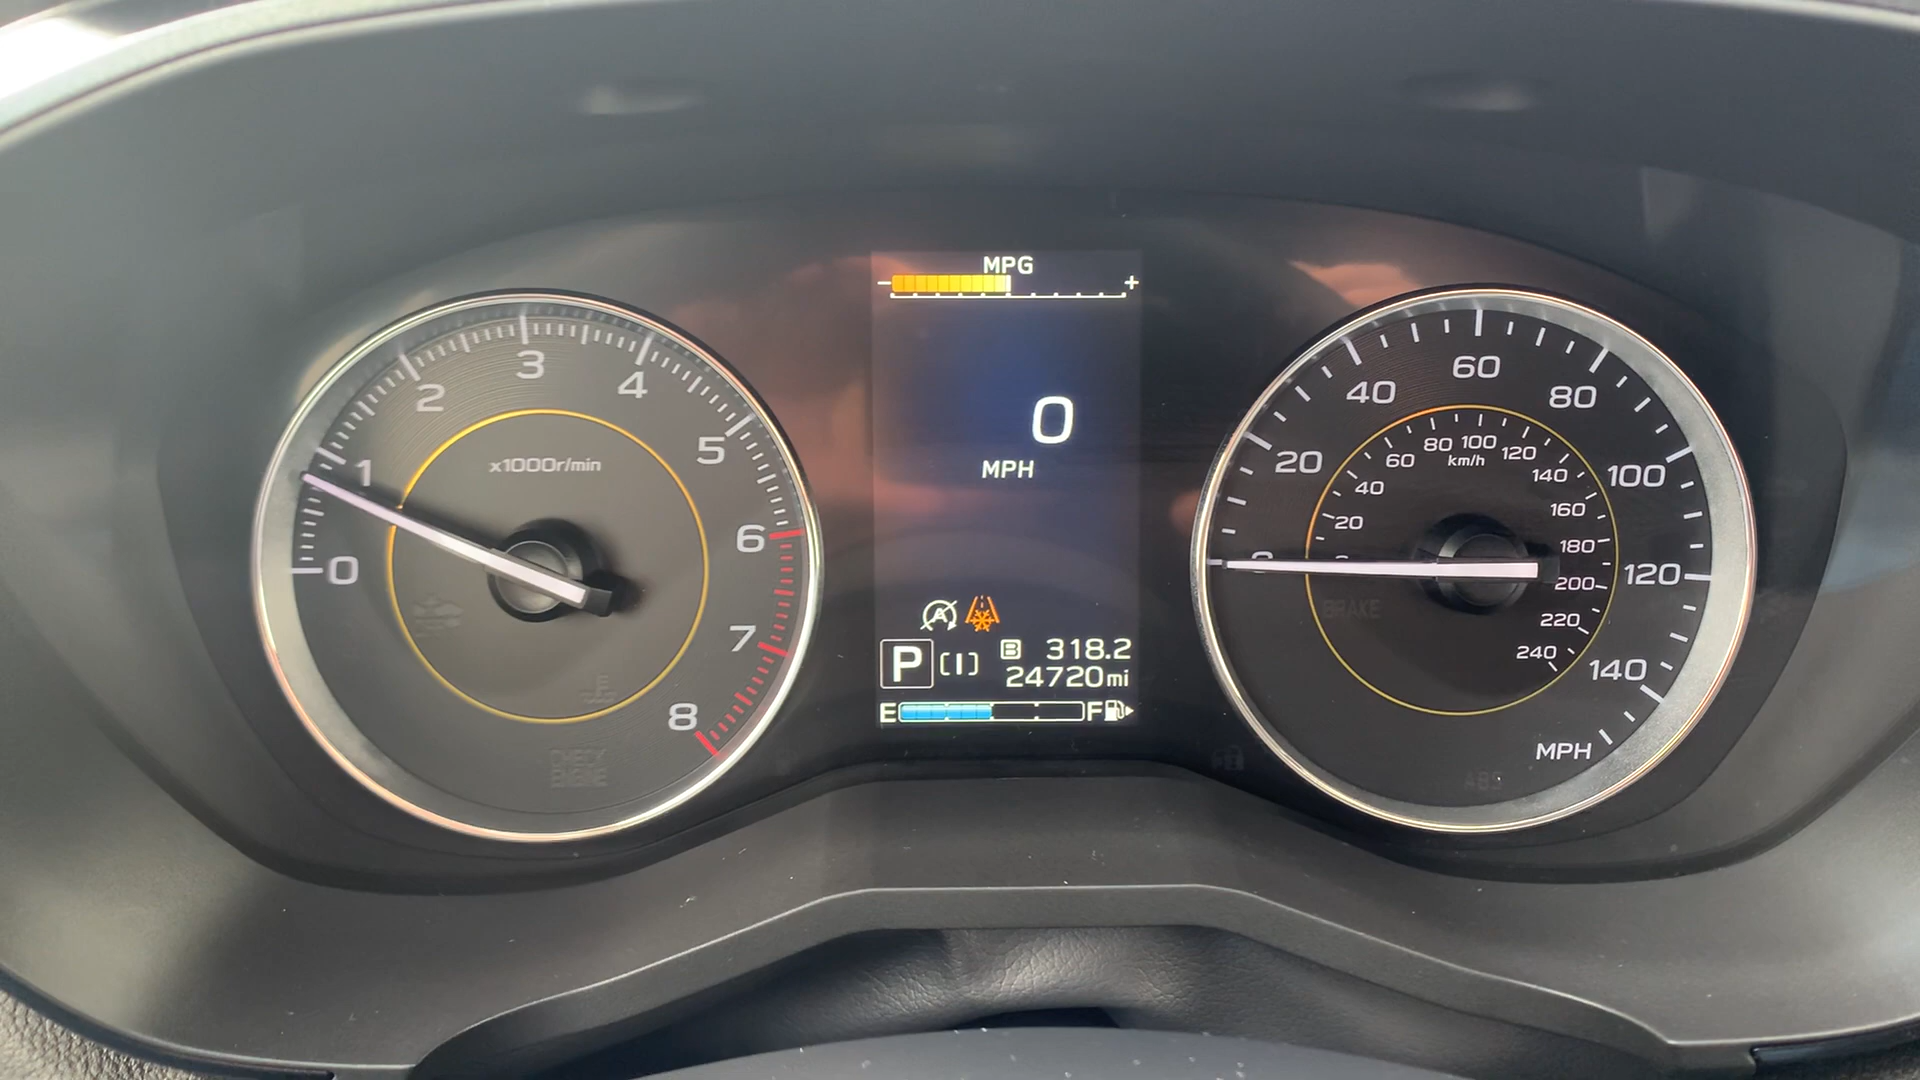 x1000r/min
0
1
2
3
4
5
6
7
8
CHECK
ENGINE
MPG
- +
0
MPH
A
P [I] B 318.2
24720mi
E F
20
40
60
80
100
120
140
MPH
20
40
60
80
100
120
140
160
180
200
220
240
km/h
BRAKE
ABS